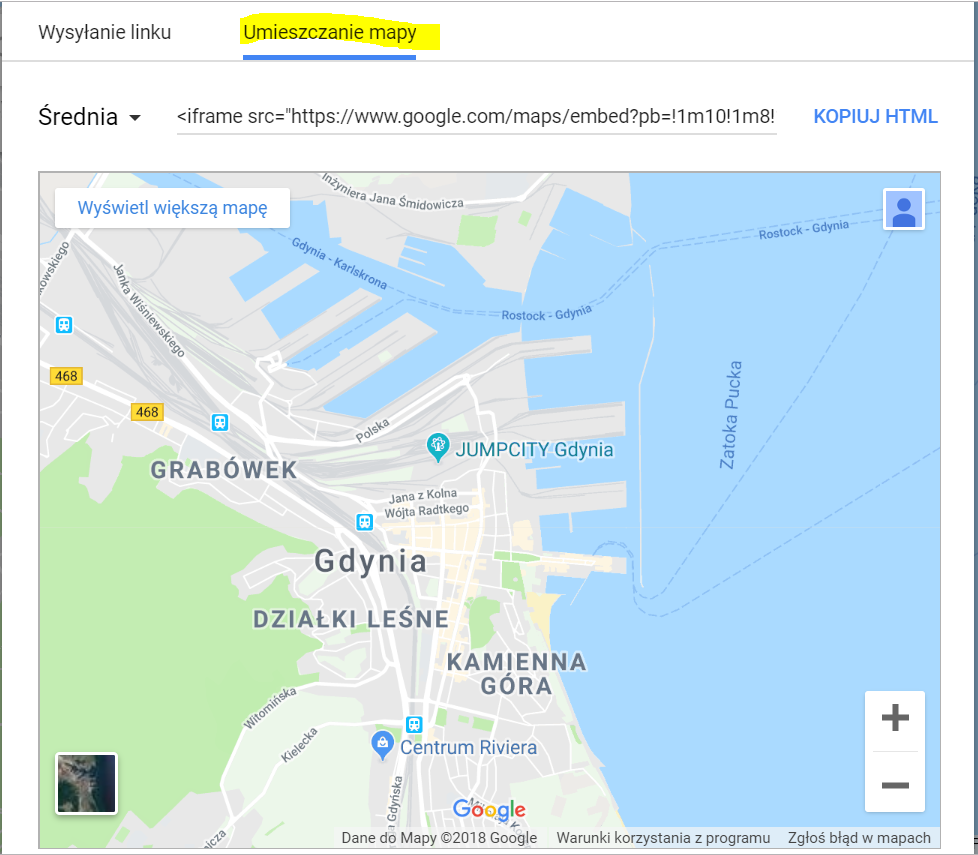 Wysyłanie linku
Umieszczanie mapy
Średnia
<iframe src="https://www.google.com/maps/embed?pb=!1m10!1m8!
KOPIUJ HTML
Wyświetl większą mapę
Inżyniera Jana Śmidowicza
Rostock - Gdynia
Gdynia - Karlskrona
Janka Wiśniewskiego
Rostock - Gdynia
468
468
Zatoka Pucka
Polska
JUMPCITY Gdynia
GRABÓWEK
Jana z Kolna
Wójta Radtkego
Gdynia
DZIAŁKI LEŚNE
KAMIENNA
GÓRA
Witomińska
Kielecka
Centrum Riviera
Google
Dane do Mapy ©2018 Google
Warunki korzystania z programu
Zgłoś błąd w mapach